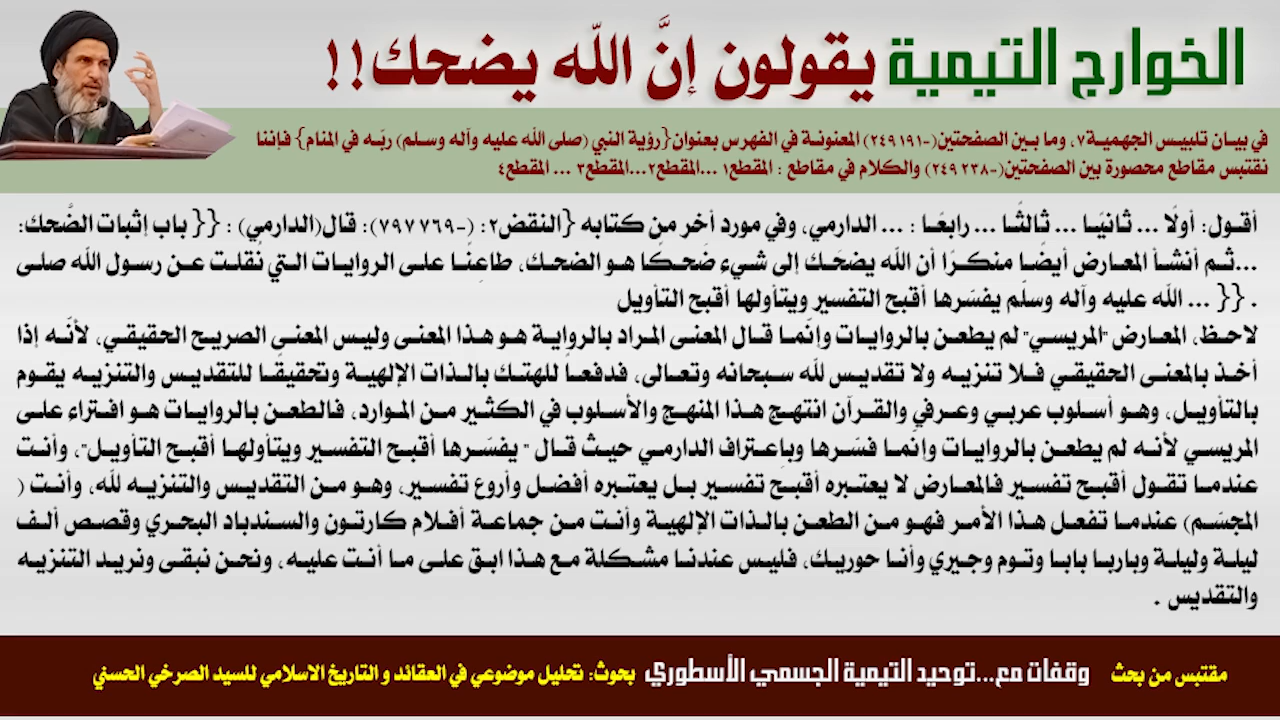 الخوارج التيمية يقولون إنَّ اللّه يضحك!!
في بيان تلبيس الجهمية٧، وما بين الصفحتين(-١٩١ ٢٤٩) المعنونة في الفهرس بعنوان{رؤية النبي (صلى اللّه عليه وآله وسلم) ربّه في المنام} فإننا
نقتبس مقاطع محصورة بين الصفحتين(-٢٣٨ ٢٤٩) والكلام في مقاطع : المقطع١ ...المقطع٢...المقطع٣ ... المقطع٤
أقول: أولًا ... ثانيًا ... ثالثًا ... رابعًا : ... الدارمي، وفي مورد أخر من كتابه {النقض٢: (-٧٦٩ ٧٩٧): قال(الدارمي) : {{ باب إثبات الضَّحك:
...ثم أنشأ المعارض أيضًا منكرًا أن اللّه يضحَك إلى شيء ضَحكًا هو الضحك، طاعِنًا على الروايات التي نقلت عن رسول اللّه صلى
. {{ ... اللّه عليه وآله وسلّم يفسّرها أقبح التفسير ويتأولها أقبح التأويل
لاحظ، المعارض "المريسي" لم يطعن بالروايات وإنّما قال المعنى المراد بالرواية هو هذا المعنى وليس المعنى الصريح الحقيقي، لأنّه إذا
أخذ بالمعنى الحقيقي فلا تنزيه ولا تقديس للّه سبحانه وتعالى، فدفعاً للهتك بالذات الإلهية وتحقيقًا للتقديس والتنزيه يقوم
بالتأويل، وهو أسلوب عربي وعرفي والقرآن انتهج هذا المنهج والأسلوب في الكثير من الموارد، فالطعن بالروايات هو افتراء على
المريسي لأنه لم يطعن بالروايات وإنّما فسّرها وباعتراف الدارمي حيث قال " يفسّرها أقبح التفسير ويتأولها أقبح التأويل"، وأنت
عندما تقول أقبح تفسير فالمعارض لا يعتبره أقبح تفسير بل يعتبره أفضل وأروع تفسير، وهو من التقديس والتنزيه للّه، وأنت (
المجسّم) عندما تفعل هذا الأمر فهو من الطعن بالذات الإلهية وأنت من جماعة أفلام كارتون والسندباد البحري وقصص ألف
ليلة وليلة وباربا بابا وتوم وجيري وأنا حوريك، فليس عندنا مشكلة مع هذا ابق على ما أنت عليه، ونحن نبقى ونريد التنزيه
والتقديس .
مقتبس من بحث وقفات مع...توحيد التيمية الجسمي الأسطوري بحوث: تحليل موضوعي في العقائد و التاريخ الاسلامي للسيد الصرخي الحسني